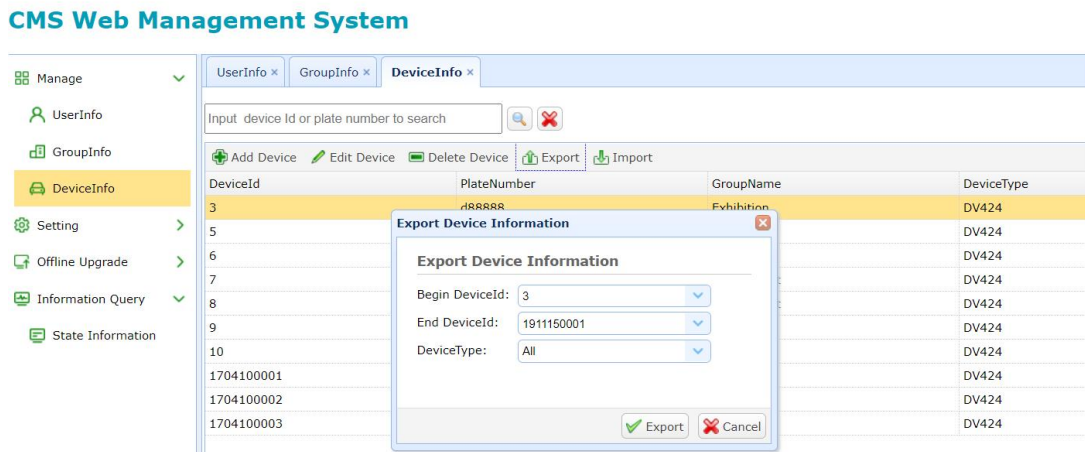 CMS Web Management System
Manage
UserInfo
GroupInfo
DeviceInfo
Setting
Offline Upgrade
Information Query
State Information
UserInfo × GroupInfo × DeviceInfo ×
Input device Id or plate number to search
Add Device Edit Device Delete Device Export Import
DeviceId PlateNumber GroupName DeviceType
3 d88888 Exhibition DV424
5 DV424
6 DV424
7 DV424
8 DV424
9 DV424
10 DV424
1704100001 DV424
1704100002 DV424
1704100003 DV424
Export Device Information
Export Device Information
Begin DeviceId: 3
End DeviceId: 1911150001
DeviceType: All
Export Cancel